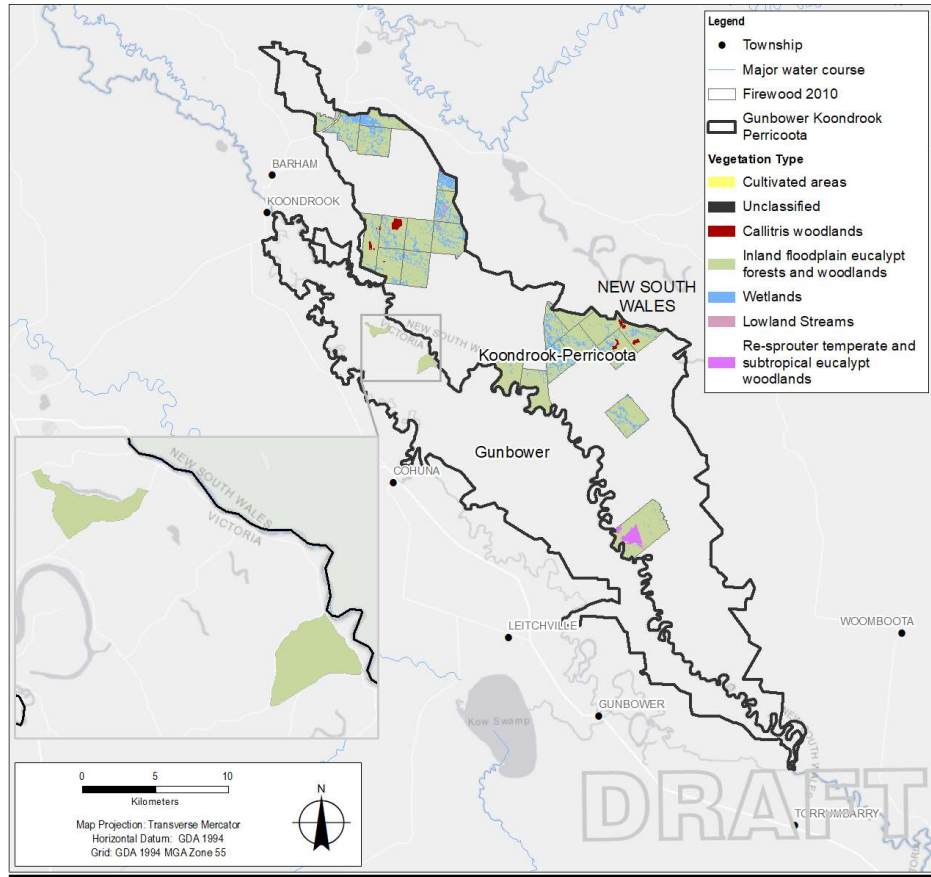 Legend
Township
Major water course
Firewood 2010
Gunbower Koondrook
Perricoota
Vegetation Type
Cultivated areas
Unclassified
Callitris woodlands
Inland floodplain eucalypt
forests and woodlands
Wetlands
Lowland Streams
Re-sprouter temperate and
subtropical eucalypt
woodlands
BARHAM
KOONDROOK
NEW SOUTH
WALES
NEW SOUTH W
VICTORIA
Koondrook-Perricoota
Gunbower
COHUNA
NEW SOUTH WALES
VICTORIA
LEITCHVILLE
WOOMBOOTA
GUNBOWER
Kow Swamp
NEW SOUTH WALES
DRAFT
TORRUMBARRY
0 5 10
Kilometers
Map Projection: Transverse Mercator
Horizontal Datum: GDA 1994
Grid: GDA 1994 MGA Zone 55
N